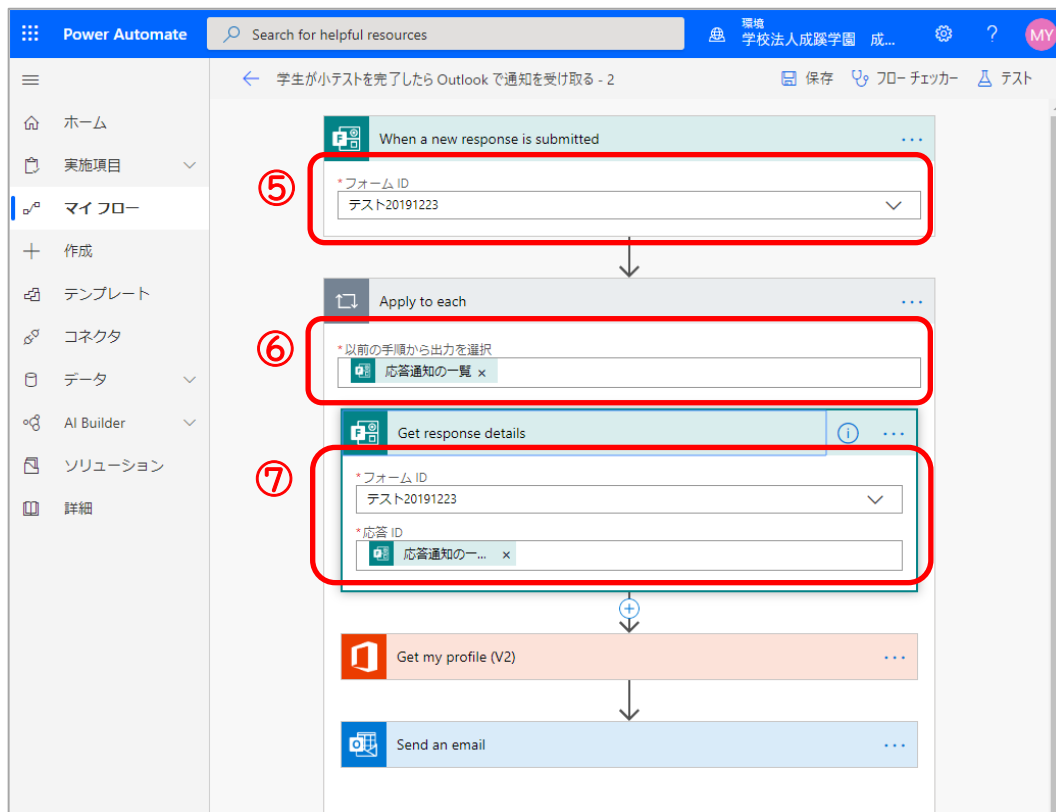 Power Automate
Search for helpful resources
環境
学校法人成蹊学園 成...
?
MY
学生が小テストを完了したら Outlook で通知を受け取る - 2
保存
フロー チェッカー
テスト
ホーム
実施項目
マイ フロー
作成
テンプレート
コネクタ
データ
AI Builder
ソリューション
詳細
When a new response is submitted
...
⑤
*フォーム ID
テスト20191223
Apply to each
...
⑥
*以前の手順から出力を選択
応答通知の一覧 ×
Get response details
...
⑦
*フォーム ID
テスト20191223
*応答 ID
応答通知の一... ×
Get my profile (V2)
...
Send an email
...